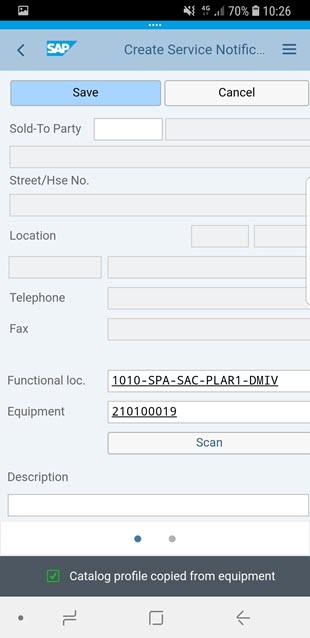 4G 70% 10:26
SAP Create Service Notific...
Save Cancel
Sold-To Party
Street/Hse No.
Location
Telephone
Fax
Functional loc. 1010-SPA-SAC-PLAR1-DMIV
Equipment 210100019
Scan
Description
Catalog profile copied from equipment